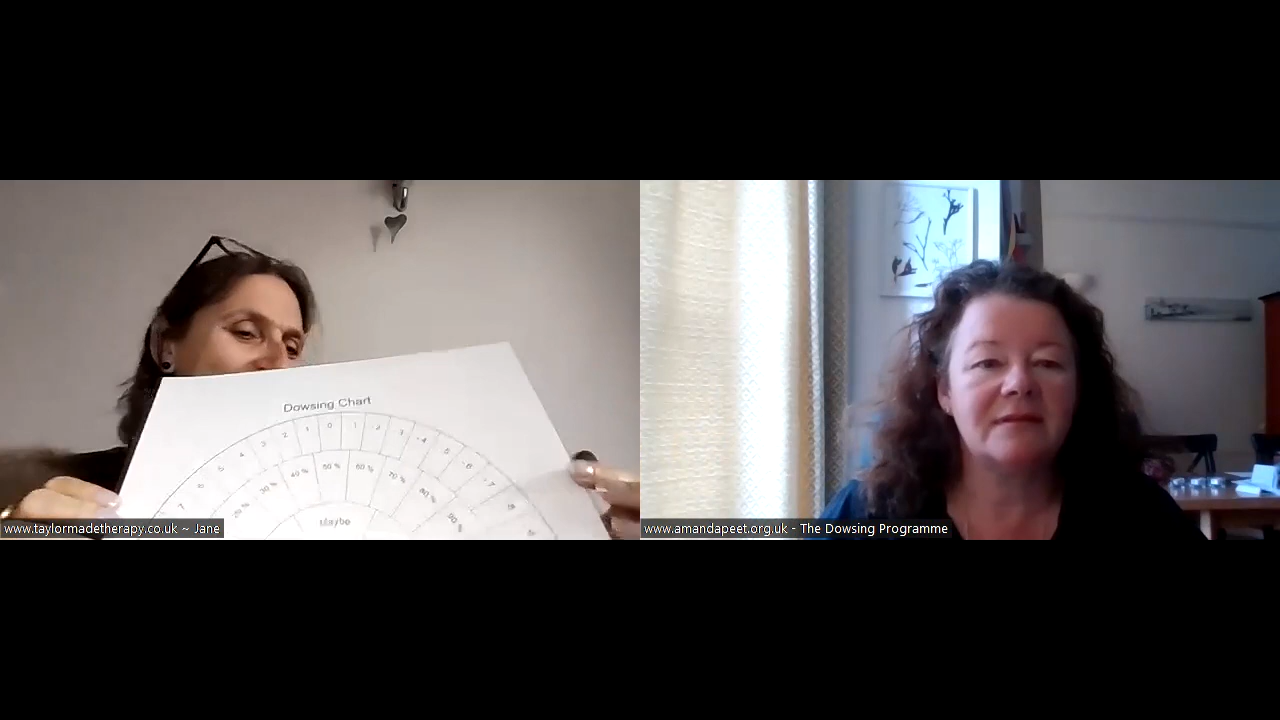 Dowsing Chart
7 6 5 4 3 2 1 0 1 2 3 -4 5 -6 -7 8
20 % 30 % 40 % 50 % 60 % 70 % 80 % 90 %
Maybe
www.taylormadetherapy.co.uk ~ Jane
www.amandapeet.org.uk - The Dowsing Programme